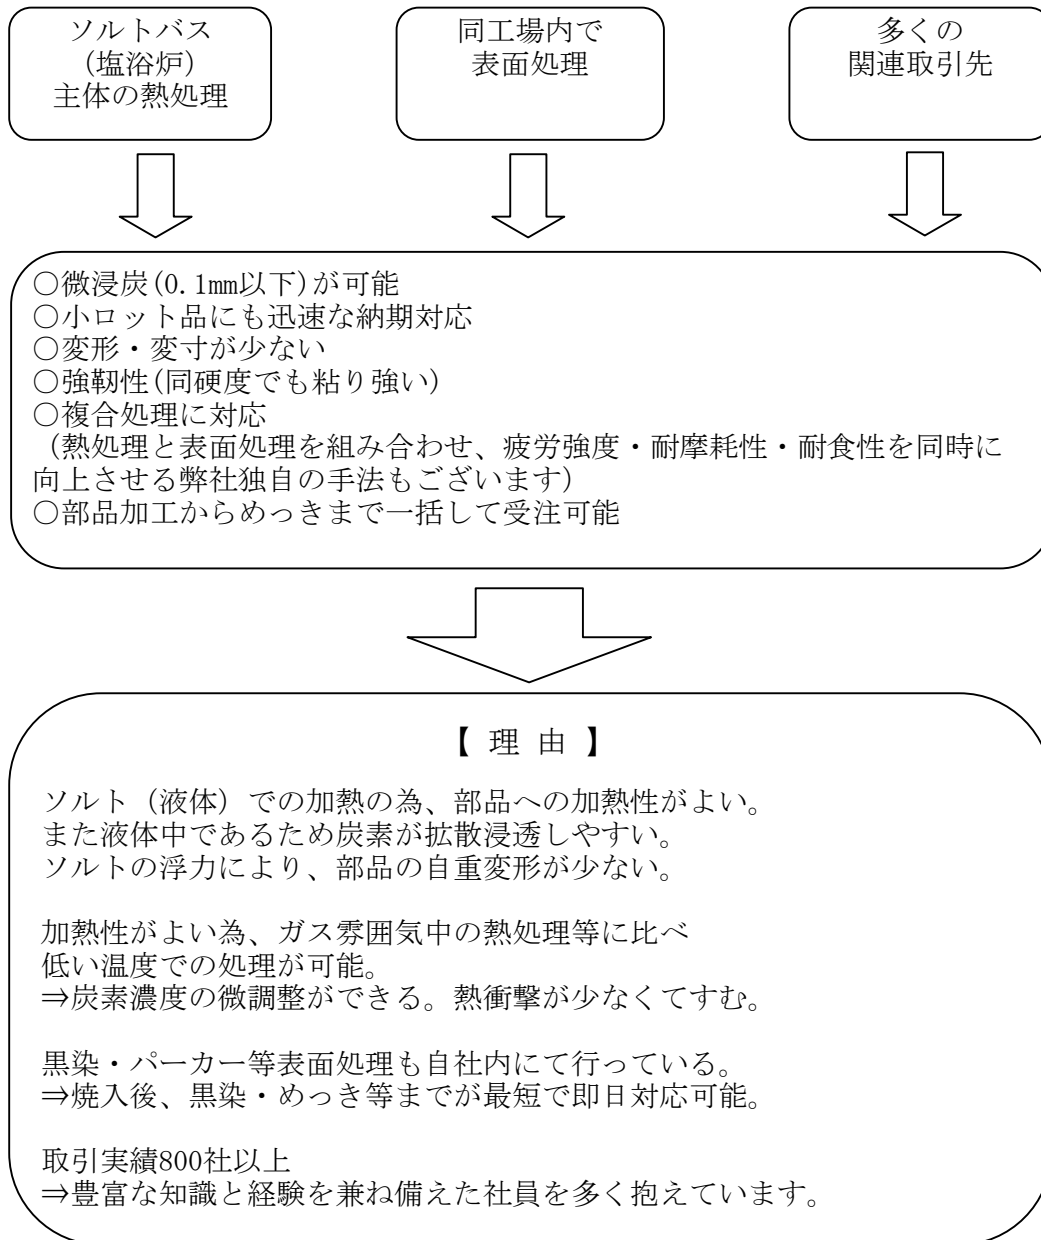 ソルトバス
(塩浴炉)
主体の熱処理
同工場内で
表面処理
多くの
関連取引先
○微浸炭(0.1mm以下)が可能
○小ロット品にも迅速な納期対応
○変形・変寸が少ない
○強靭性(同硬度でも粘り強い)
○複合処理に対応
（熱処理と表面処理を組み合わせ、疲労強度・耐摩耗性・耐食性を同時に
向上させる弊社独自の手法もございます）
○部品加工からめっきまで一括して受注可能
【 理 由 】
ソルト（液体）での加熱の為、部品への加熱性がよい。
また液体中であるため炭素が拡散浸透しやすい。
ソルトの浮力により、部品の自重変形が少ない。
加熱性がよい為、ガス雰囲気中の熱処理等に比べ
低い温度での処理が可能。
⇒炭素濃度の微調整ができる。熱衝撃が少なくてすむ。
黒染・パーカー等表面処理も自社内にて行っている。
⇒焼入後、黒染・めっき等までが最短で即日対応可能。
取引実績800社以上
⇒豊富な知識と経験を兼ね備えた社員を多く抱えています。